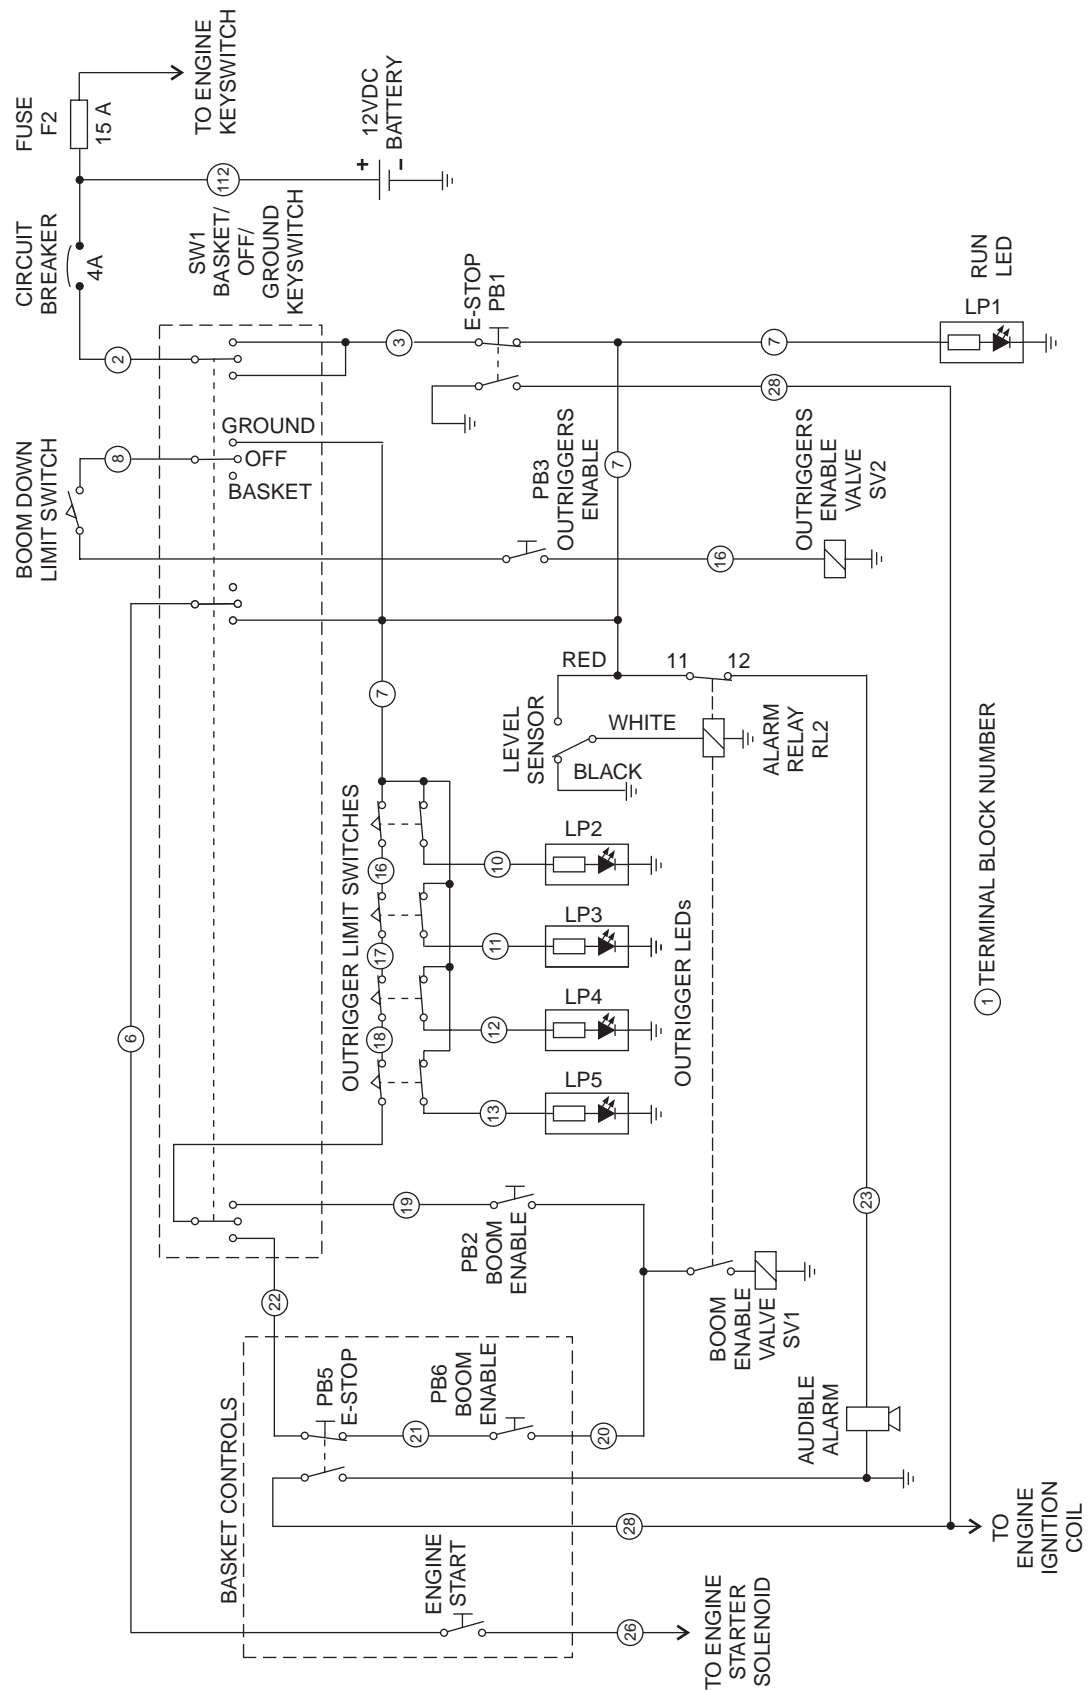 FUSE
F2
15 A
TO ENGINE
KEYSWITCH
CIRCUIT
BREAKER
4A
112
+
-
12VDC
BATTERY
SW1
BASKET/
OFF/
GROUND
KEYSWITCH
2
3
E-STOP
PB1
7
RUN
LED
LP1
28
BOOM DOWN
LIMIT SWITCH
8
GROUND
OFF
BASKET
PB3
OUTRIGGERS
ENABLE
7
16
OUTRIGGERS
ENABLE
VALVE
SV2
6
7
RED
11
12
LEVEL
SENSOR
WHITE
BLACK
ALARM
RELAY
RL2
OUTRIGGER LIMIT SWITCHES
16
17
18
10
LP2
11
LP3
12
LP4
13
LP5
OUTRIGGER LEDs
1
TERMINAL BLOCK NUMBER
23
19
PB2
BOOM
ENABLE
22
BOOM
ENABLE
VALVE
SV1
BASKET CONTROLS
PB5
E-STOP
21
PB6
BOOM
ENABLE
20
AUDIBLE
ALARM
28
TO
ENGINE
IGNITION
COIL
ENGINE
START
26
TO ENGINE
STARTER
SOLENOID